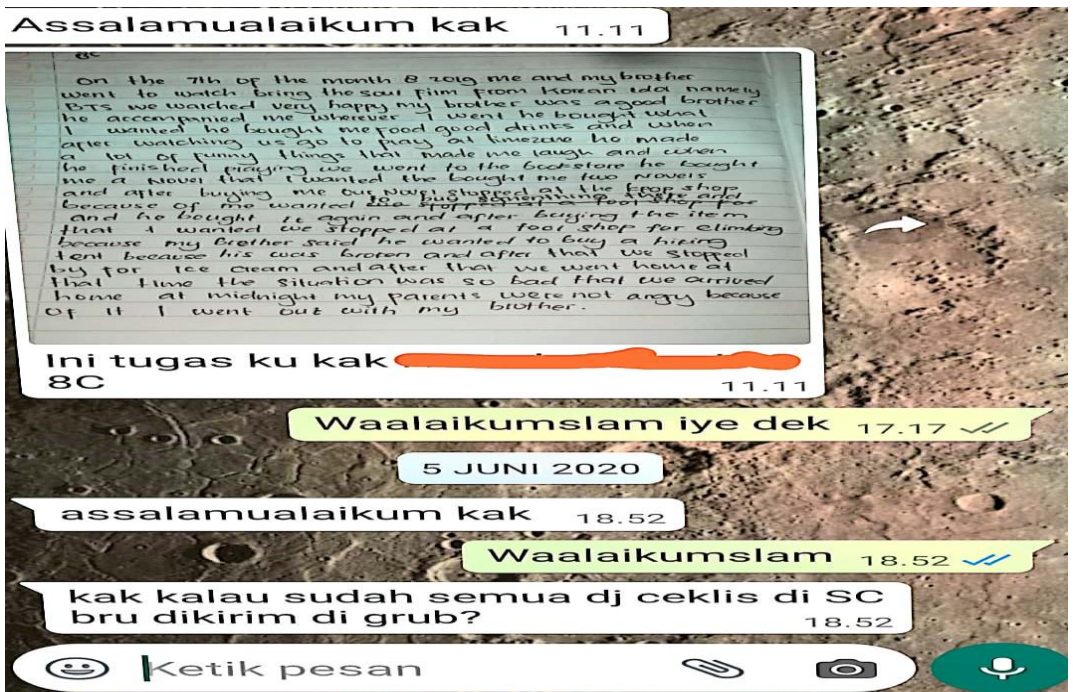 Assalamualaikum kak 11.11
8C
on the 7th of the month 8 2019 me and my brother
went to watch bring the soul film from Korean idol namely
BTS we watched very happy my brother was a good brother
he accompanied me wherever I went he bought what
I wanted he bought me food good drinks and when
after watching us go to play at timezone he made
a lot of funny things that made me laugh and when
he finished playing we went to the bookstore he bought
me a novel that I wanted the bought me two novels
and after buying me our novel stopped at the kpop shop
because of me wanted to buy something there and
and he bought it again and after buying the item
that I wanted we stopped at a tool shop for climbing
because my brother said he wanted to buy a hiking
tent because his was broten and after that we stopped
by for ice cream and after that we went home at
that time the situation was so bad that we arrived
home at midnight my parents were not angy because
of it I went out with my brother.
Ini tugas ku kak
8C 11.11
Waalaikumslam iye dek 17.17
5 JUNI 2020
assalamualaikum kak 18.52
Waalaikumslam 18.52
kak kalau sudah semua dj ceklis di SC
bru dikirim di grub? 18.52
Ketik pesan